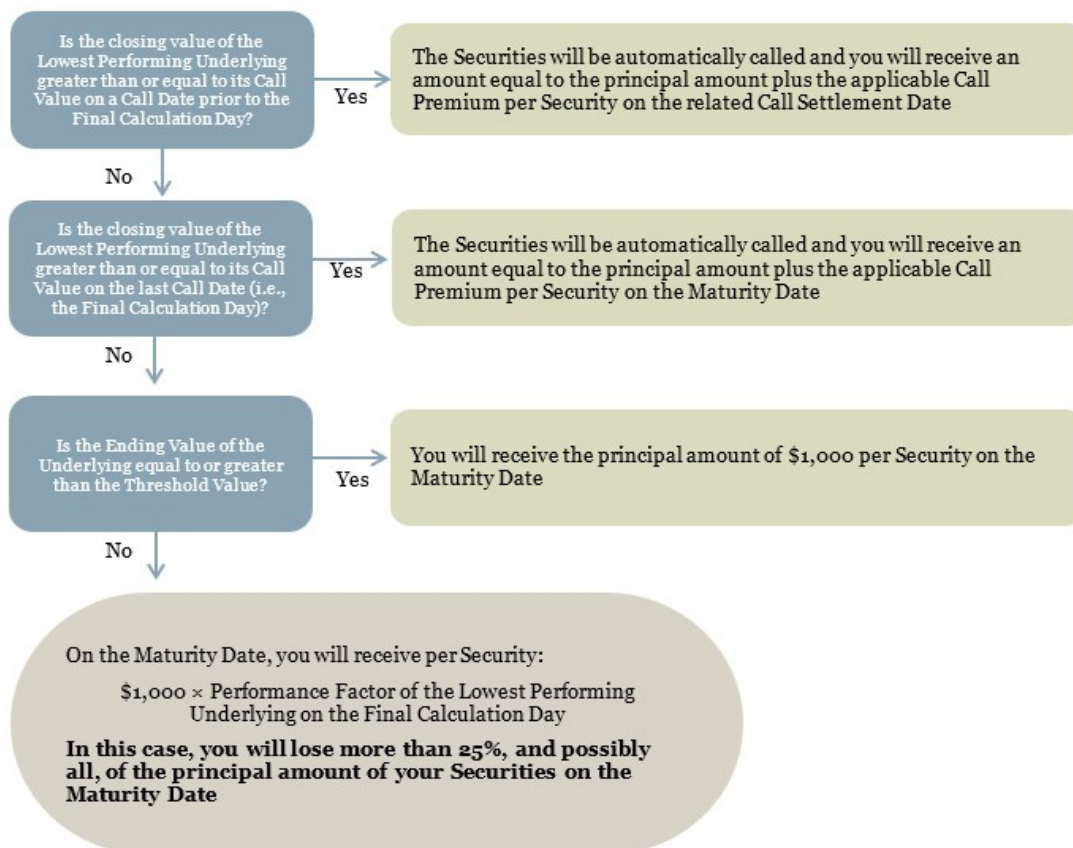 Is the closing value of the
Lowest Performing Underlying
greater than or equal to its Call
Value on a Call Date prior to the
Final Calculation Day?
Yes
The Securities will be automatically called and you will receive an
amount equal to the principal amount plus the applicable Call
Premium per Security on the related Call Settlement Date
No
Is the closing value of the
Lowest Performing Underlying
greater than or equal to its Call
Value on the last Call Date (i.e.,
the Final Calculation Day)?
Yes
The Securities will be automatically called and you will receive an
amount equal to the principal amount plus the applicable Call
Premium per Security on the Maturity Date
No
Is the Ending Value of the
Underlying equal to or greater
than the Threshold Value?
Yes
You will receive the principal amount of $1,000 per Security on the
Maturity Date
No
On the Maturity Date, you will receive per Security:
$1,000 × Performance Factor of the Lowest Performing
Underlying on the Final Calculation Day
In this case, you will lose more than 25%, and possibly
all, of the principal amount of your Securities on the
Maturity Date